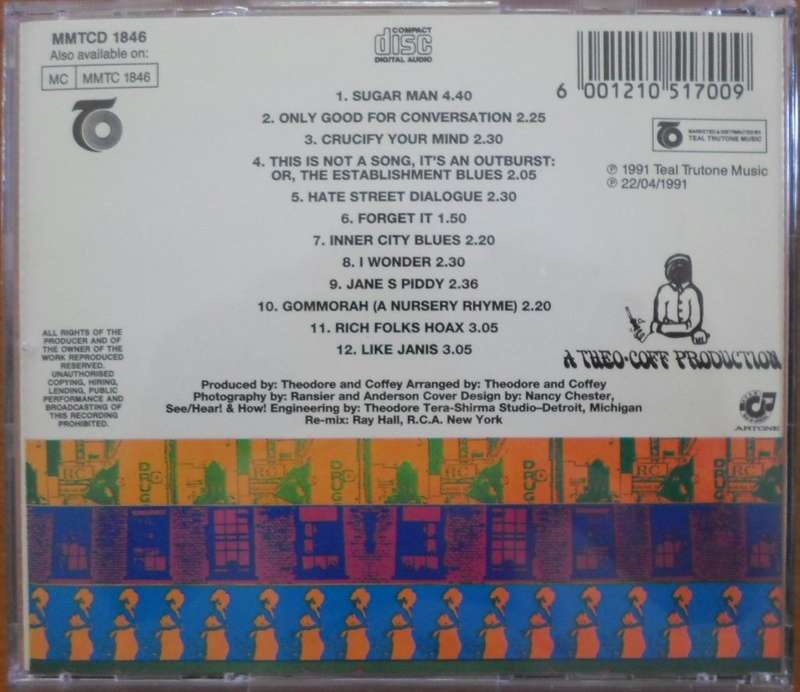 MMTCD 1846
Also available on:
MC MMTC 1846
COMPACT
disc
DIGITAL AUDIO
6 001210 517009
MARKETED & DISTRIBUTED BY
TEAL TRUTONE MUSIC
℗ 1991 Teal Trutone Music
℗ 22/04/1991
1. SUGAR MAN 4.40
2. ONLY GOOD FOR CONVERSATION 2.25
3. CRUCIFY YOUR MIND 2.30
4. THIS IS NOT A SONG, IT'S AN OUTBURST:
OR, THE ESTABLISHMENT BLUES 2.05
5. HATE STREET DIALOGUE 2.30
6. FORGET IT 1.50
7. INNER CITY BLUES 2.20
8. I WONDER 2.30
9. JANE S PIDDY 2.36
10. GOMMORAH (A NURSERY RHYME) 2.20
11. RICH FOLKS HOAX 3.05
12. LIKE JANIS 3.05
A THEO-COFF PRODUCTION
ALL RIGHTS OF THE
PRODUCER AND OF
THE OWNER OF THE
WORK REPRODUCED
RESERVED.
UNAUTHORISED
COPYING, HIRING,
LENDING, PUBLIC
PERFORMANCE AND
BROADCASTING OF
THIS RECORDING
PROHIBITED.
Produced by: Theodore and Coffey Arranged by: Theodore and Coffey
Photography by: Ransier and Anderson Cover Design by: Nancy Chester,
See/Hear! & How! Engineering by: Theodore Tera-Shirma Studio–Detroit, Michigan
Re-mix: Ray Hall, R.C.A. New York
ARTONE
RC
DRUG
RC
DRUG
RC
DRUG
RC